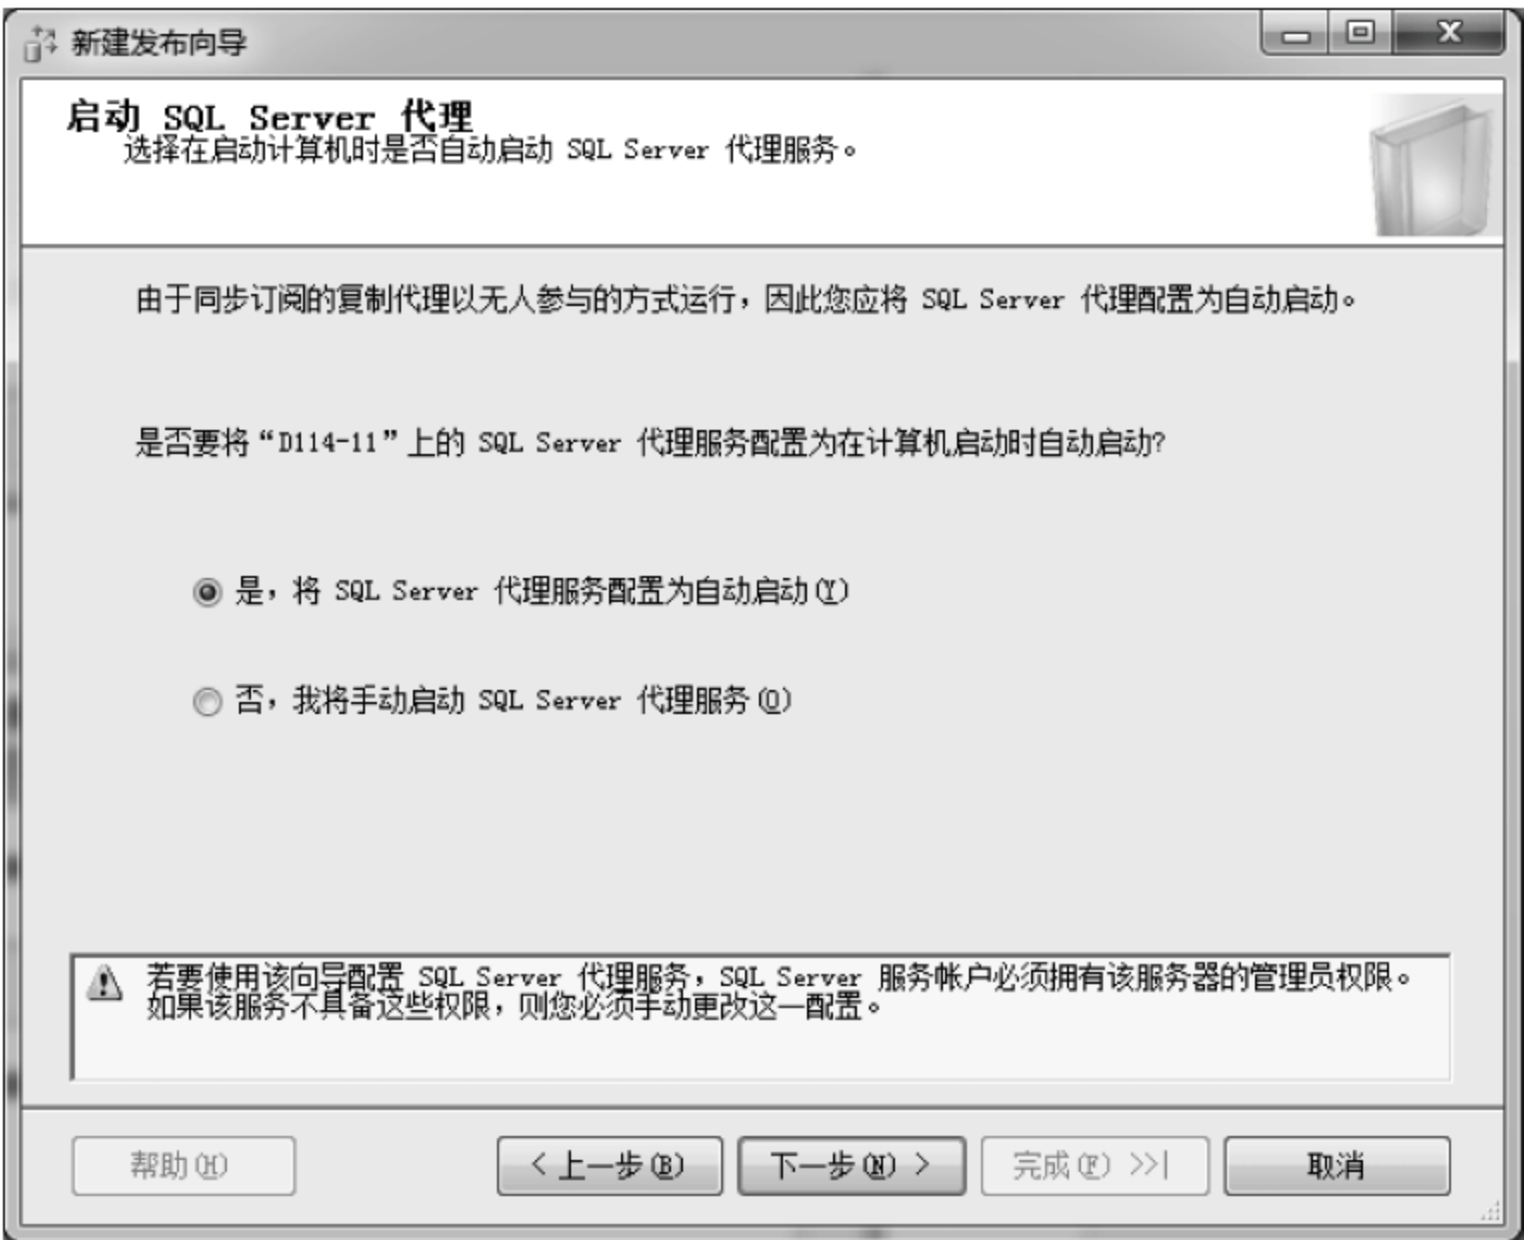 新建发布向导
启动 SQL Server 代理
选择在启动计算机时是否自动启动 SQL Server 代理服务。
由于同步订阅的复制代理以无人参与的方式运行，因此您应将 SQL Server 代理配置为自动启动。
是否要将“D114-11”上的 SQL Server 代理服务配置为在计算机启动时自动启动?
是，将 SQL Server 代理服务配置为自动启动(Y)
否，我将手动启动 SQL Server 代理服务(O)
若要使用该向导配置 SQL Server 代理服务，SQL Server 服务帐户必须拥有该服务器的管理员权限。
如果该服务不具备这些权限，则您必须手动更改这一配置。
帮助(H) <上一步(B) 下一步(N) > 完成(F) >>| 取消